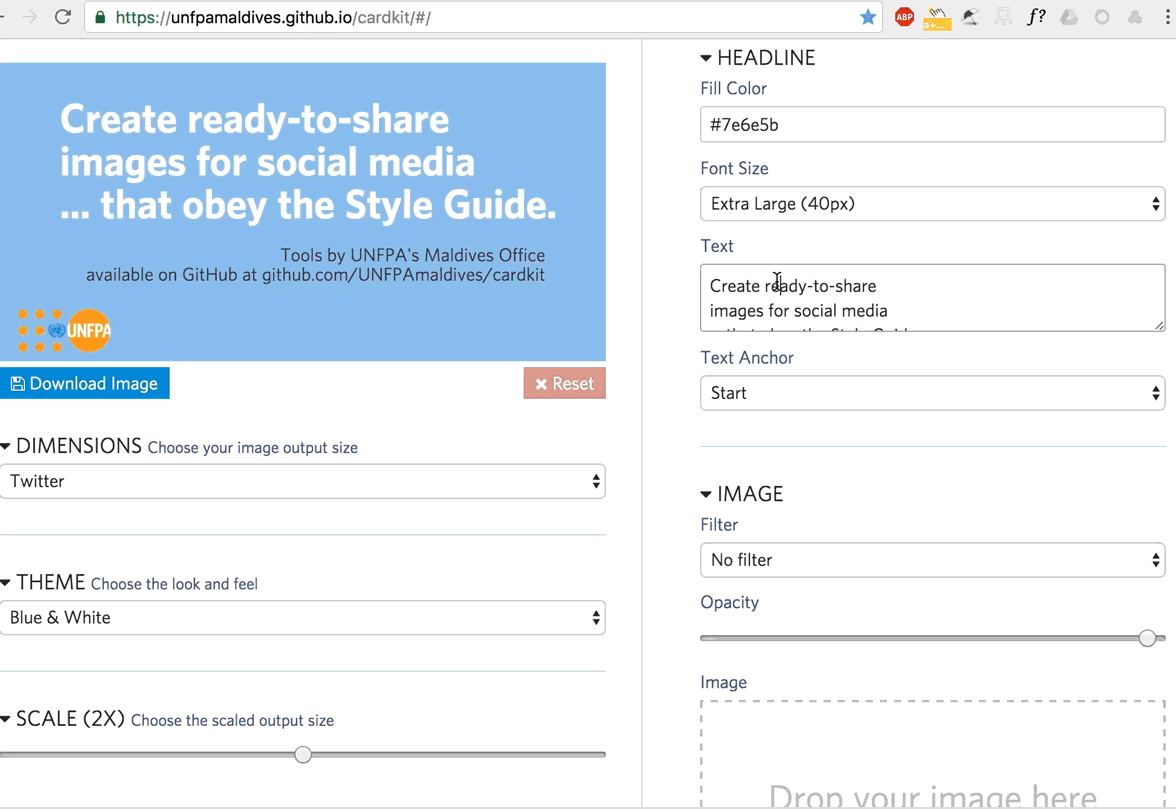 https://unfpamaldives.github.io/cardkit/#/
ABP
a+...
f?
Create ready-to-share
images for social media
... that obey the Style Guide.
Tools by UNFPA's Maldives Office
available on GitHub at github.com/UNFPAmaldives/cardkit
UNFPA
Download Image
Reset
DIMENSIONS Choose your image output size
Twitter
THEME Choose the look and feel
Blue & White
SCALE (2X) Choose the scaled output size
HEADLINE
Fill Color
#7e6e5b
Font Size
Extra Large (40px)
Text
Create ready-to-share
images for social media
Text Anchor
Start
IMAGE
Filter
No filter
Opacity
Image
Drop your image here